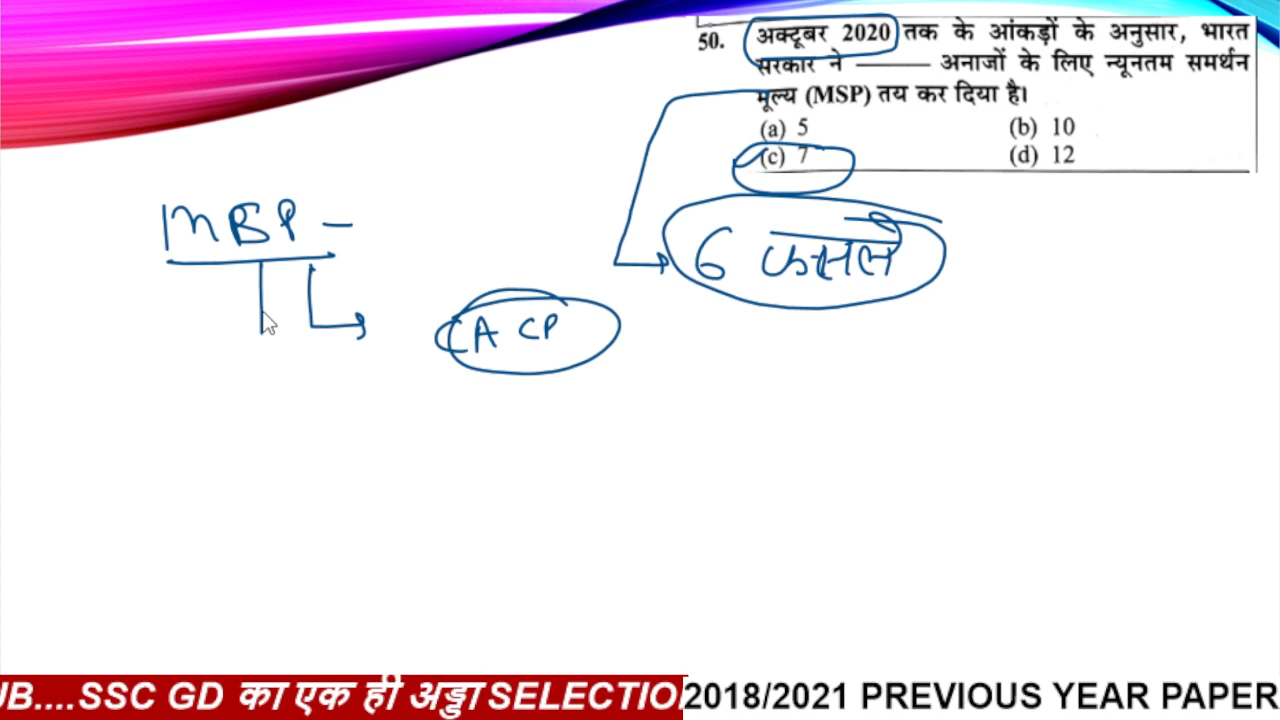 50. अक्टूबर 2020 तक के आंकड़ों के अनुसार, भारत
सरकार ने ——— अनाजों के लिए न्यूनतम समर्थन
मूल्य (MSP) तय कर दिया है।
(a) 5 (b) 10
(c) 7 (d) 12
MSP –
6 फसले
CACP
UB....SSC GD का एक ही अड्डा SELECTIO
2018/2021 PREVIOUS YEAR PAPER